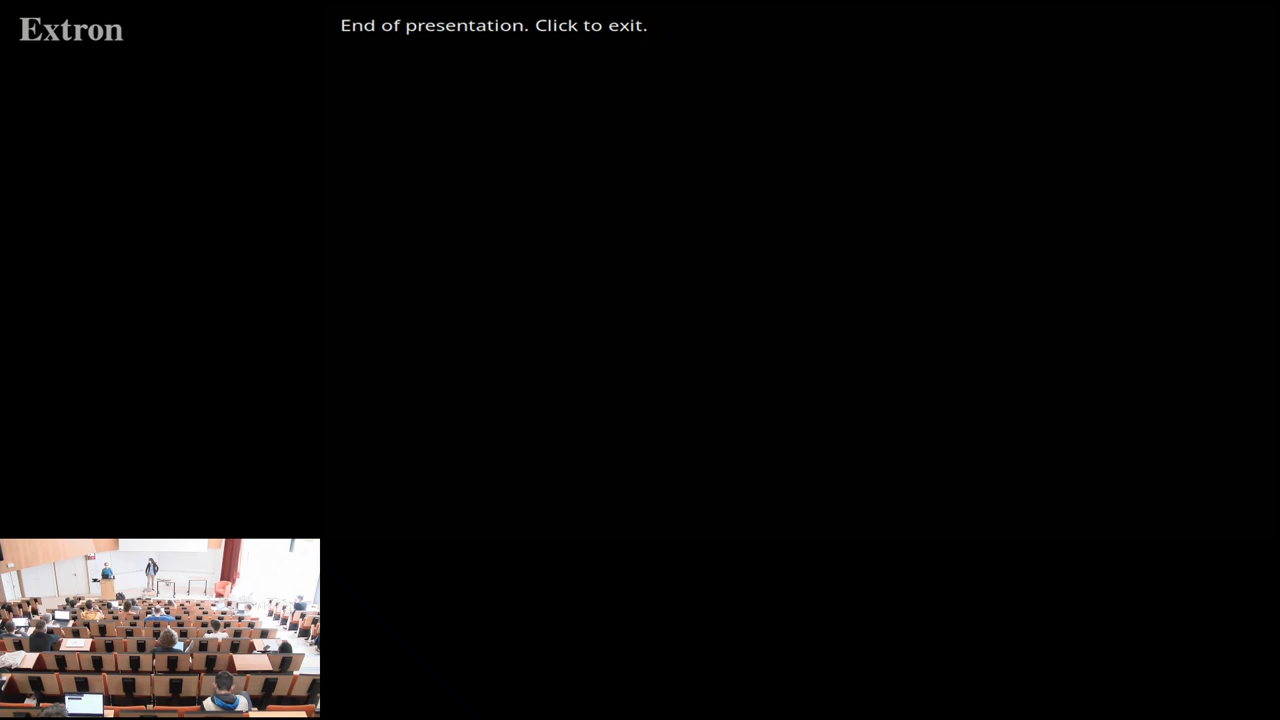 Extron
End of presentation. Click to exit.